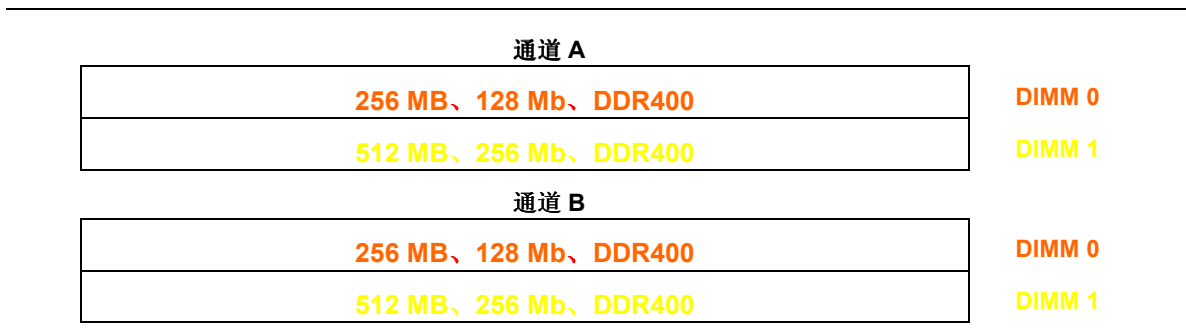 通道 A
256 MB、128 Mb、DDR400 DIMM 0
512 MB、256 Mb、DDR400 DIMM 1
通道 B
256 MB、128 Mb、DDR400 DIMM 0
512 MB、256 Mb、DDR400 DIMM 1